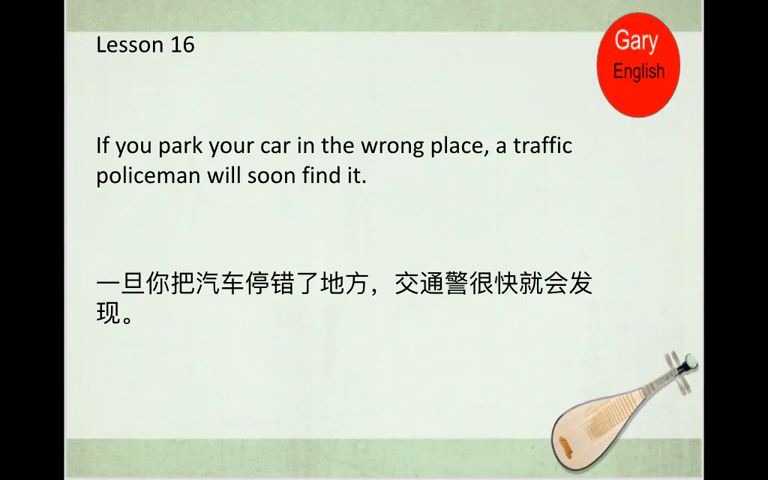 Lesson 16
Gary
English
If you park your car in the wrong place, a traffic
policeman will soon find it.
一旦你把汽车停错了地方，交通警很快就会发
现。